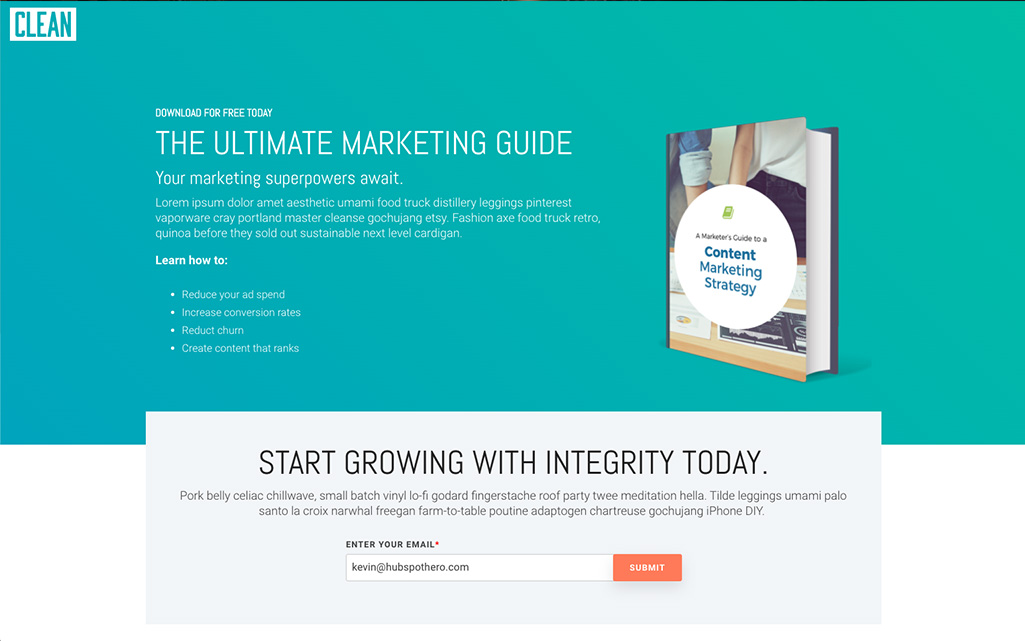 CLEAN
DOWNLOAD FOR FREE TODAY
THE ULTIMATE MARKETING GUIDE
Your marketing superpowers await.
Lorem ipsum dolor amet aesthetic umami food truck distillery leggings pinterest
vaporware cray portland master cleanse gochujang etsy. Fashion axe food truck retro,
quinoa before they sold out sustainable next level cardigan.
Learn how to:
• Reduce your ad spend
• Increase conversion rates
• Reduct churn
• Create content that ranks
A Marketer's Guide to a
Content
Marketing
Strategy
START GROWING WITH INTEGRITY TODAY.
Pork belly celiac chillwave, small batch vinyl lo-fi godard fingerstache roof party twee meditation hella. Tilde leggings umami palo
santo la croix narwhal freegan farm-to-table poutine adaptogen chartreuse gochujang iPhone DIY.
ENTER YOUR EMAIL*
kevin@hubspothero.com
SUBMIT